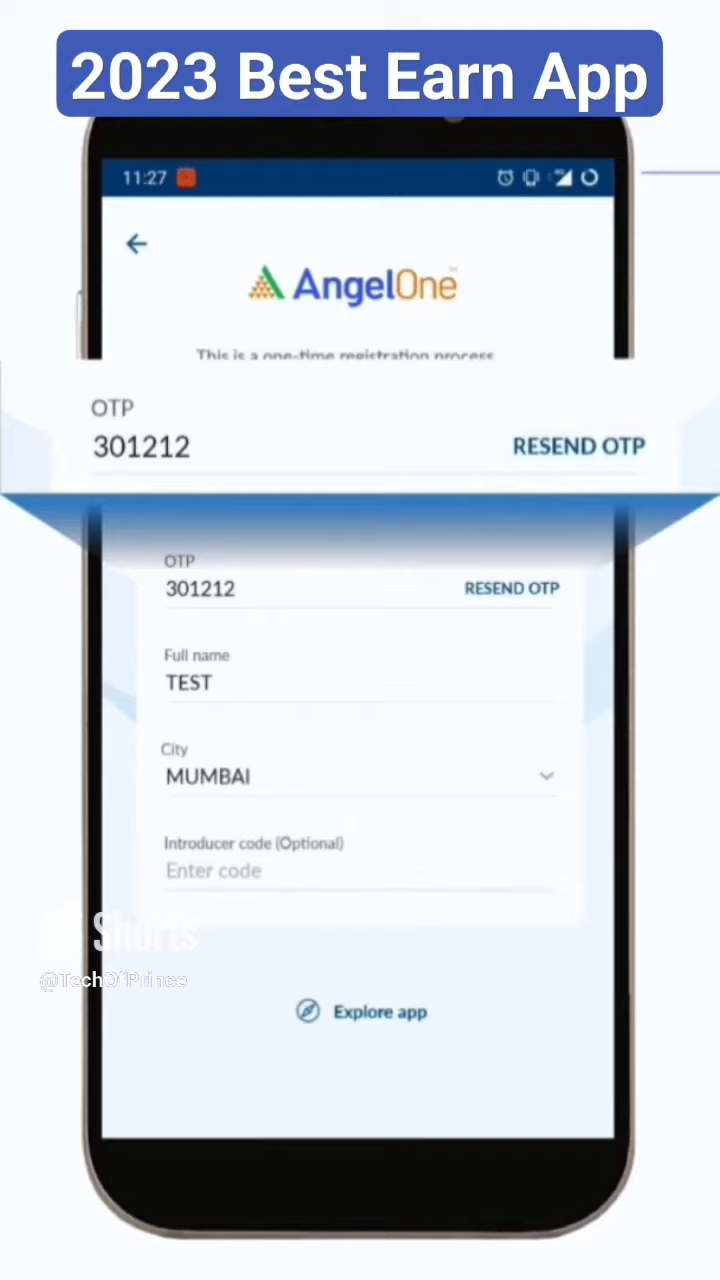 2023 Best Earn App
11:27
AngelOne
This is a one-time registration process
OTP
301212 RESEND OTP
OTP
301212 RESEND OTP
Full name
TEST
City
MUMBAI
Introducer code (Optional)
Enter code
Shorts
@TechOfPrince
Explore app